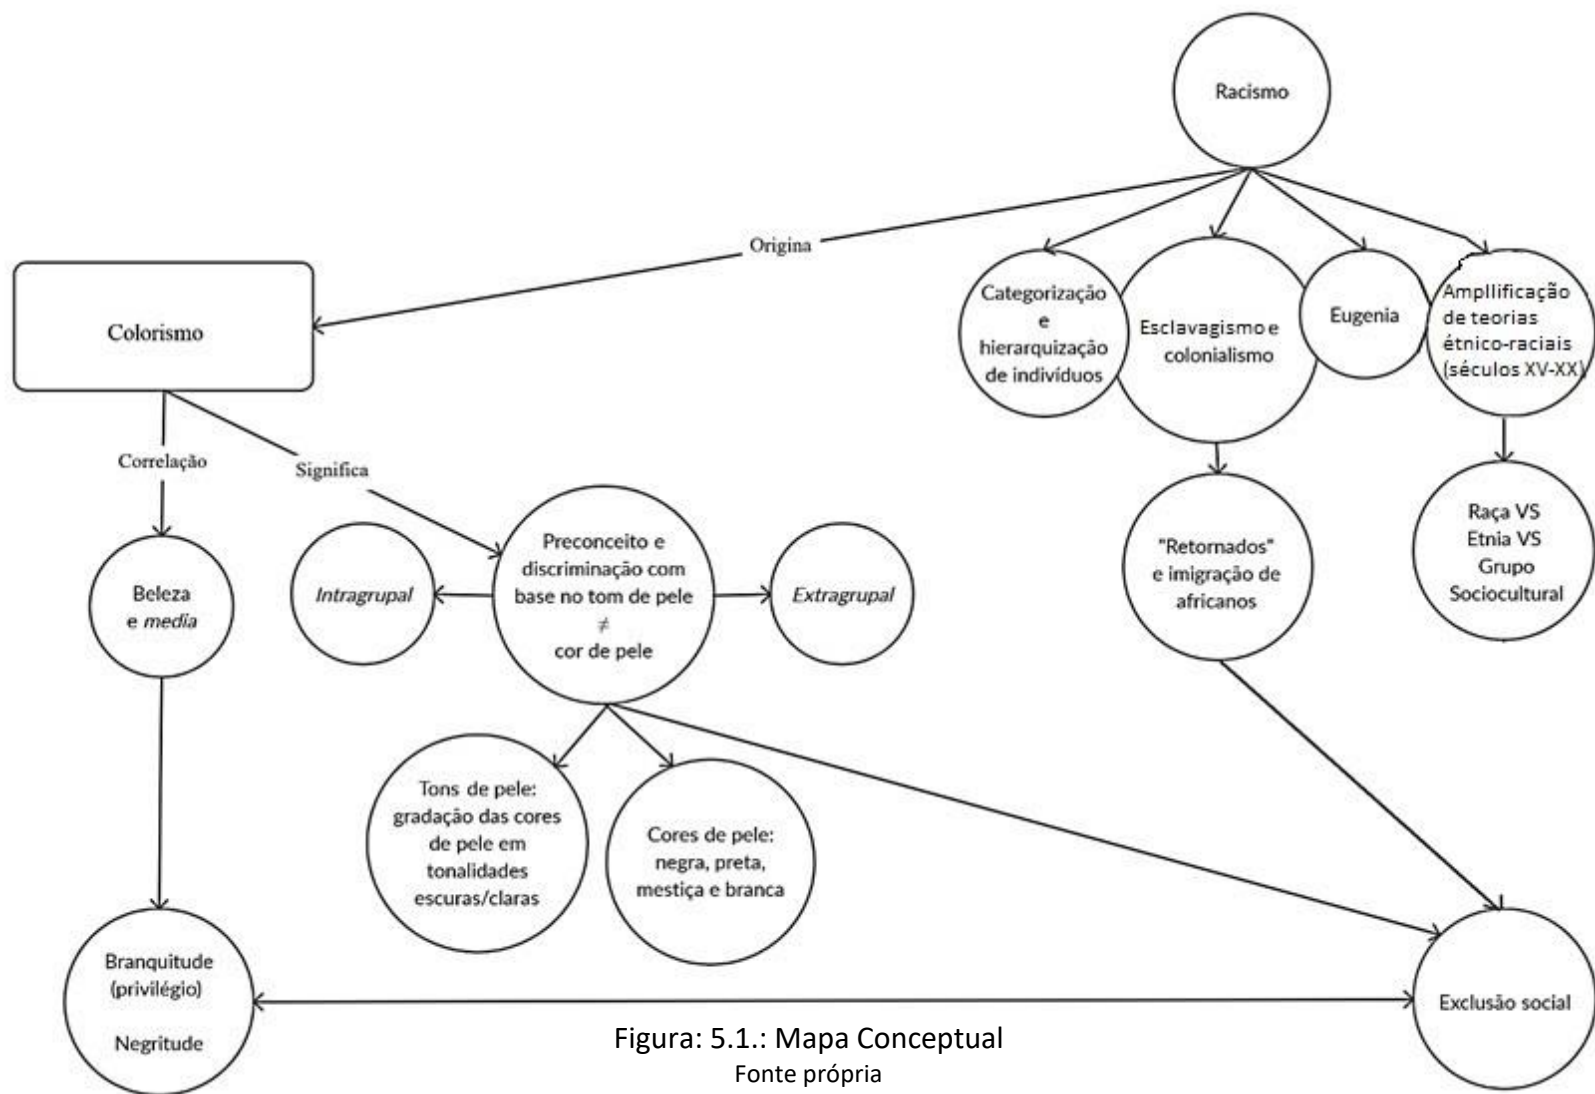 Racismo
Origina
Categorização
e
hierarquização
de indivíduos
Esclavagismo e
colonialismo
Eugenia
Ampllificação
de teorias
étnico-raciais
(séculos XV-XX)
Colorismo
Correlação
Significa
Raça VS
Etnia VS
Grupo
Sociocultural
"Retornados"
e imigração de
africanos
Preconceito e
discriminação com
base no tom de pele
≠
cor de pele
Intragrupal
Extragrupal
Beleza
e media
Tons de pele:
gradação das cores
de pele em
tonalidades
escuras/claras
Cores de pele:
negra, preta,
mestiça e branca
Branquitude
(privilégio)
Negritude
Exclusão social
Figura: 5.1.: Mapa Conceptual
Fonte própria